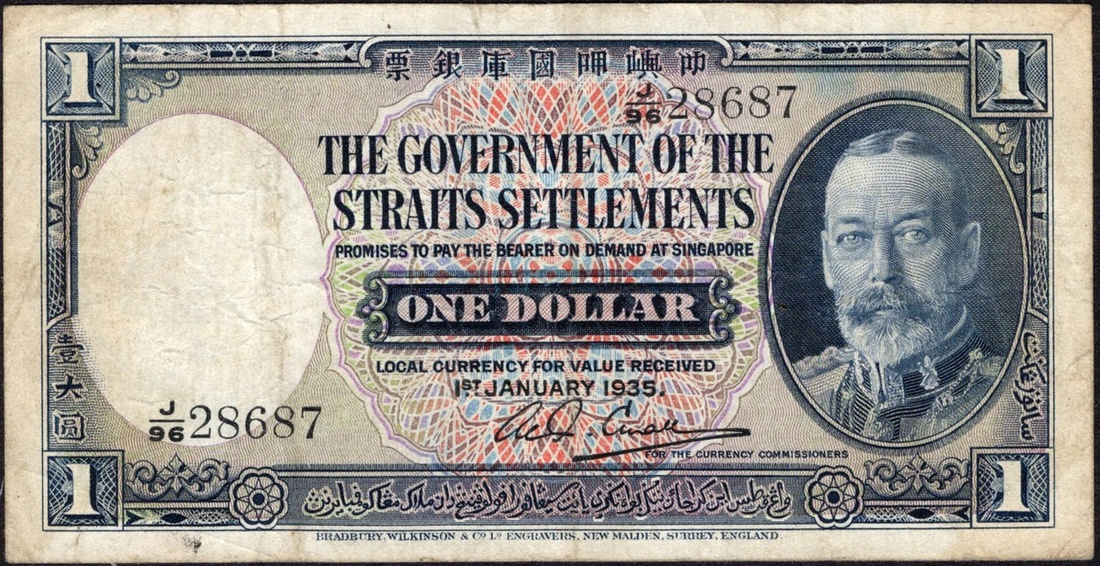 叻嶼呷國庫銀票
1
1
J/96 28687
THE GOVERNMENT OF THE
STRAITS SETTLEMENTS
PROMISES TO PAY THE BEARER ON DEMAND AT SINGAPORE
ONE DOLLAR
LOCAL CURRENCY FOR VALUE RECEIVED
1ST JANUARY 1935.
壹大圓
J/96 28687
FOR THE CURRENCY COMMISSIONERS
1
1
BRADBURY, WILKINSON & Co Ld ENGRAVERS, NEW MALDEN, SURREY, ENGLAND.